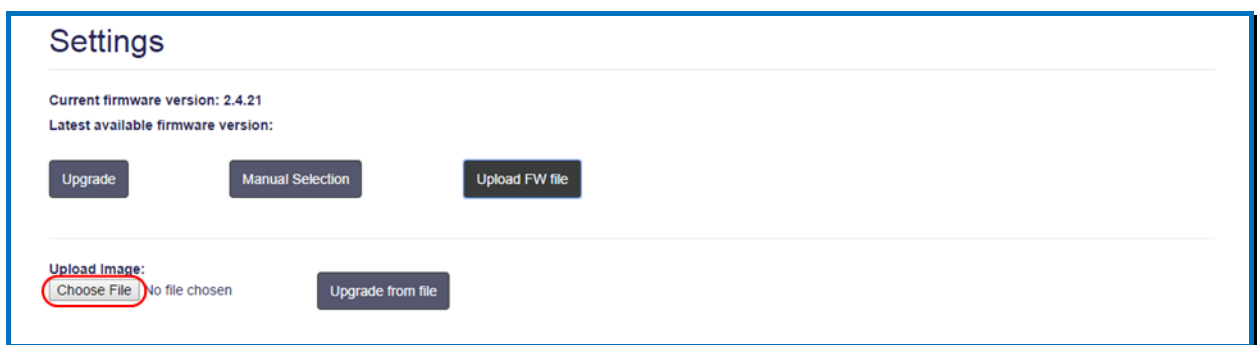 Settings
Current firmware version: 2.4.21
Latest available firmware version:
Upgrade Manual Selection Upload FW file
Upload Image:
Choose File No file chosen Upgrade from file